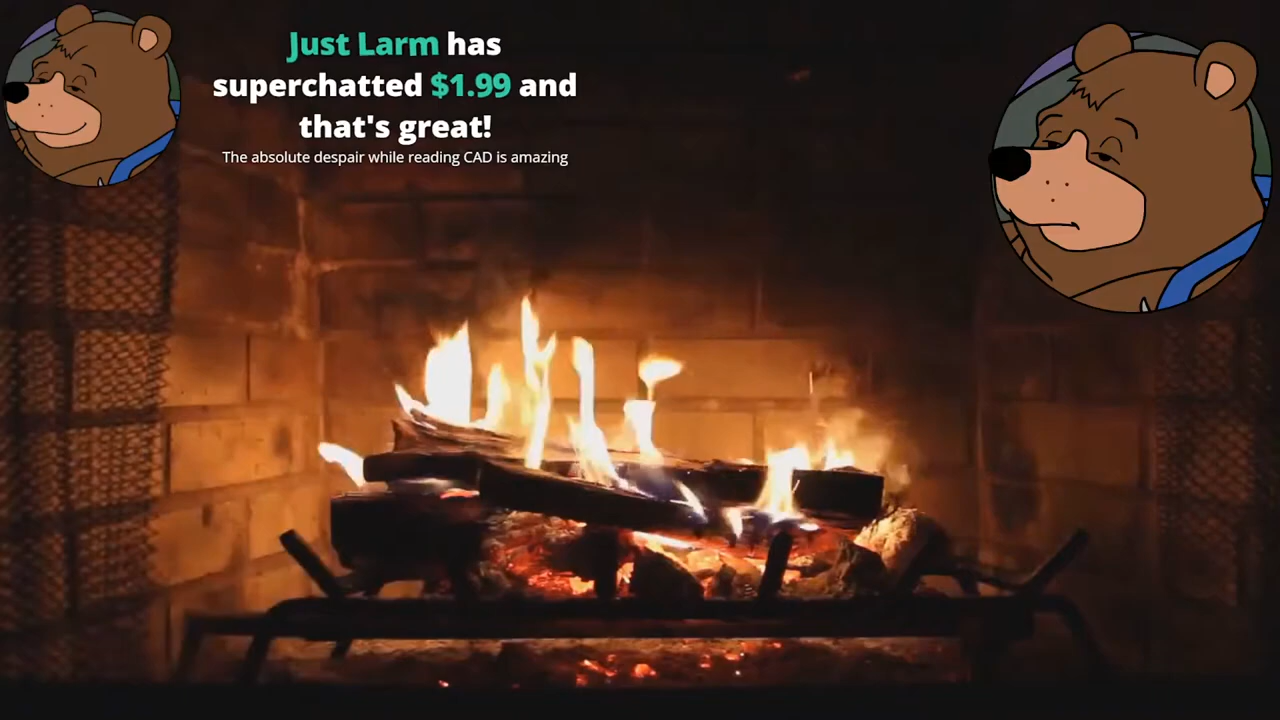 Just Larm has
superchatted $1.99 and
that's great!
The absolute despair while reading CAD is amazing